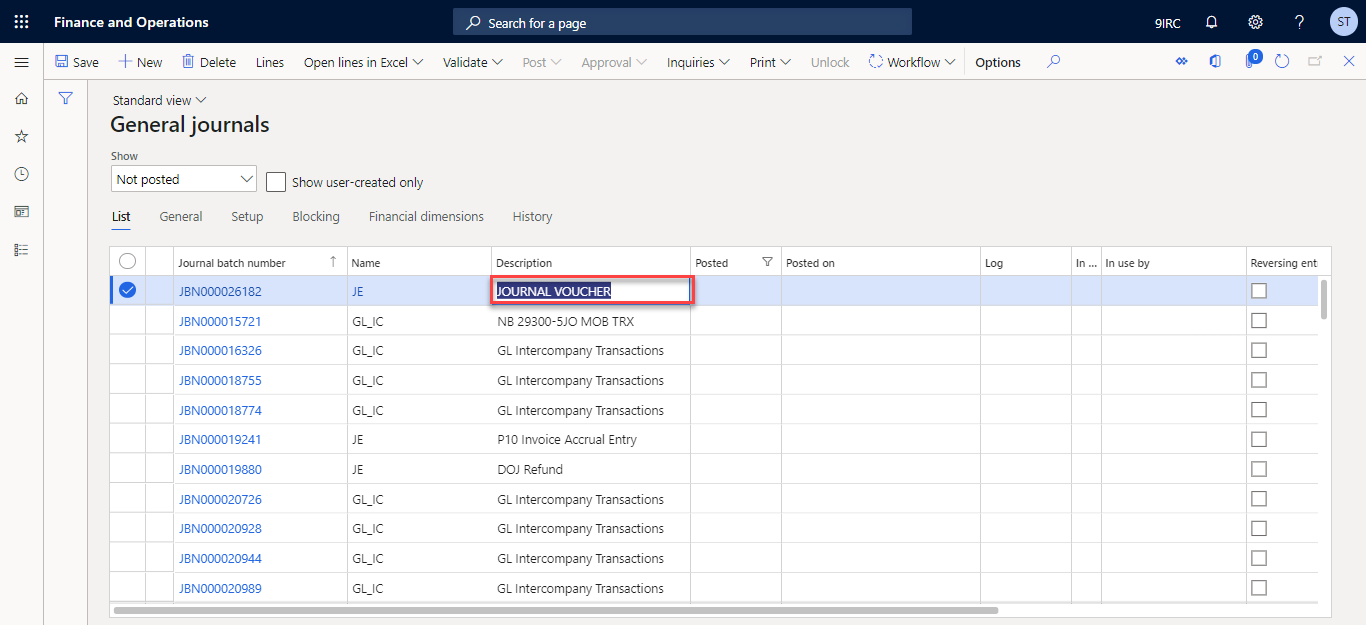 Finance and Operations
Search for a page
9IRC
?
ST
Save New Delete Lines Open lines in Excel Validate Post Approval Inquiries Print Unlock Workflow Options
0
Standard view
General journals
Show
Not posted
Show user-created only
List General Setup Blocking Financial dimensions History
Journal batch number ↑ Name Description Posted Posted on Log In ... In use by Reversing ent
JBN000026182 JE JOURNAL VOUCHER
JBN000015721 GL_IC NB 29300-5JO MOB TRX
JBN000016326 GL_IC GL Intercompany Transactions
JBN000018755 GL_IC GL Intercompany Transactions
JBN000018774 GL_IC GL Intercompany Transactions
JBN000019241 JE P10 Invoice Accrual Entry
JBN000019880 JE DOJ Refund
JBN000020726 GL_IC GL Intercompany Transactions
JBN000020928 GL_IC GL Intercompany Transactions
JBN000020944 GL_IC GL Intercompany Transactions
JBN000020989 GL_IC GL Intercompany Transactions